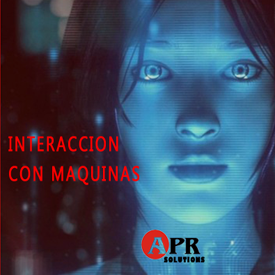 INTERACCION
CON MAQUINAS
APR
SOLUTIONS